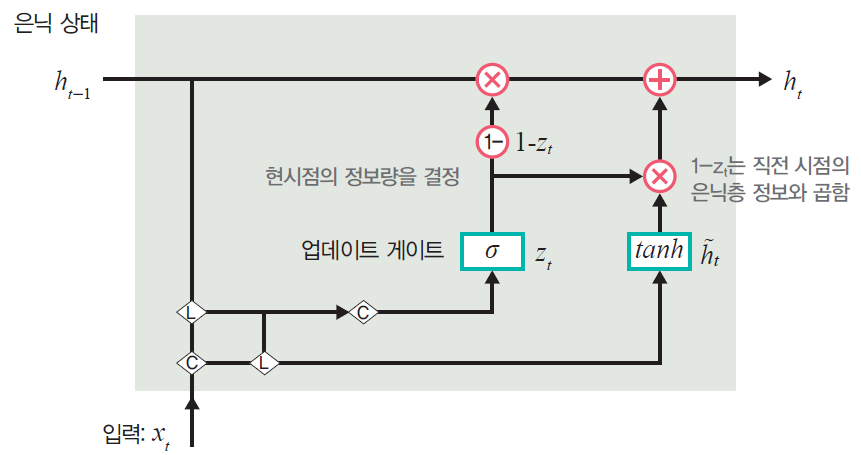 은닉 상태
h_{t-1}
h_t
1-
1-z_t
현시점의 정보량을 결정
1-z_t는 직전 시점의
은닉층 정보와 곱함
업데이트 게이트
σ
z_t
tanh
h̃_t
L
C
C
L
입력: x_t